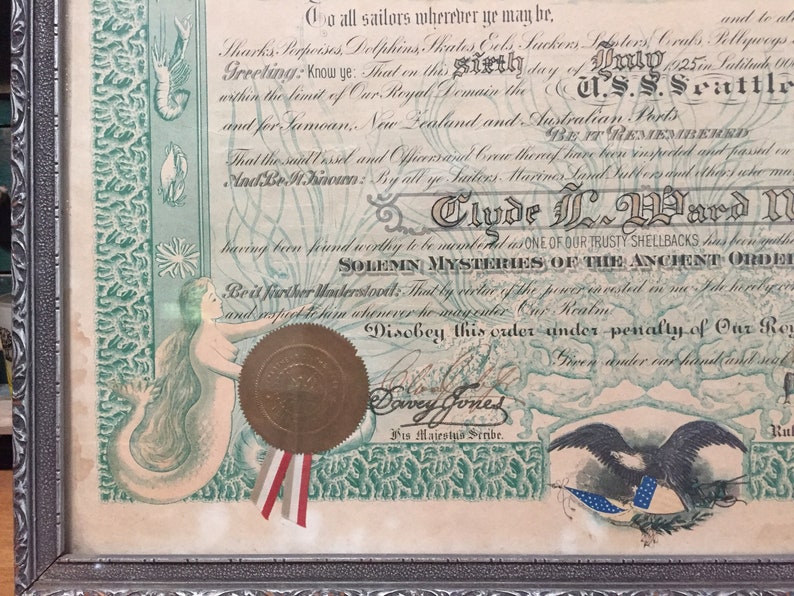 To all sailors wherever ye may be, and to al
Sharks, Porpoises, Dolphins, Skates Eels, Suckers Lobsters, Crabs, Pollywogs
Greeting: Know ye: That on this sixth day of July 1925 in Latitude 00
within the limit of Our Royal Domain the U.S.S. Seattle
and for Samoan, New Zealand and Australian Ports
BE IT REMEMBERED
That the said Vessel and Officers and Crew thereof have been inspected and passed on
And Be It Known: By all ye Sailors, Marines, Land Lubbers and others who ma
Clyde L. Ward
having been found worthy to be numbered as ONE OF OUR TRUSTY SHELLBACKS has been gathe
SOLEMN MYSTERIES OF THE ANCIENT ORDER
Be it further Understood: That by virtue of the power invested in me I do hereby co
and respect to him whenever he may enter Our Realm.
Disobey this order under penalty of Our Roy
Given under our hand and seal
Davey Jones
His Majesty's Scribe.
Rul